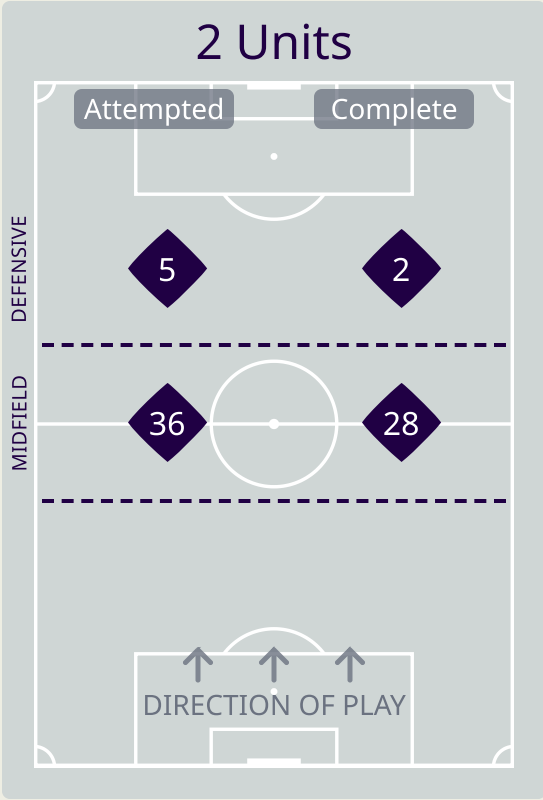 2 Units
Attempted Complete
DEFENSIVE
5 2
MIDFIELD
36 28
DIRECTION OF PLAY